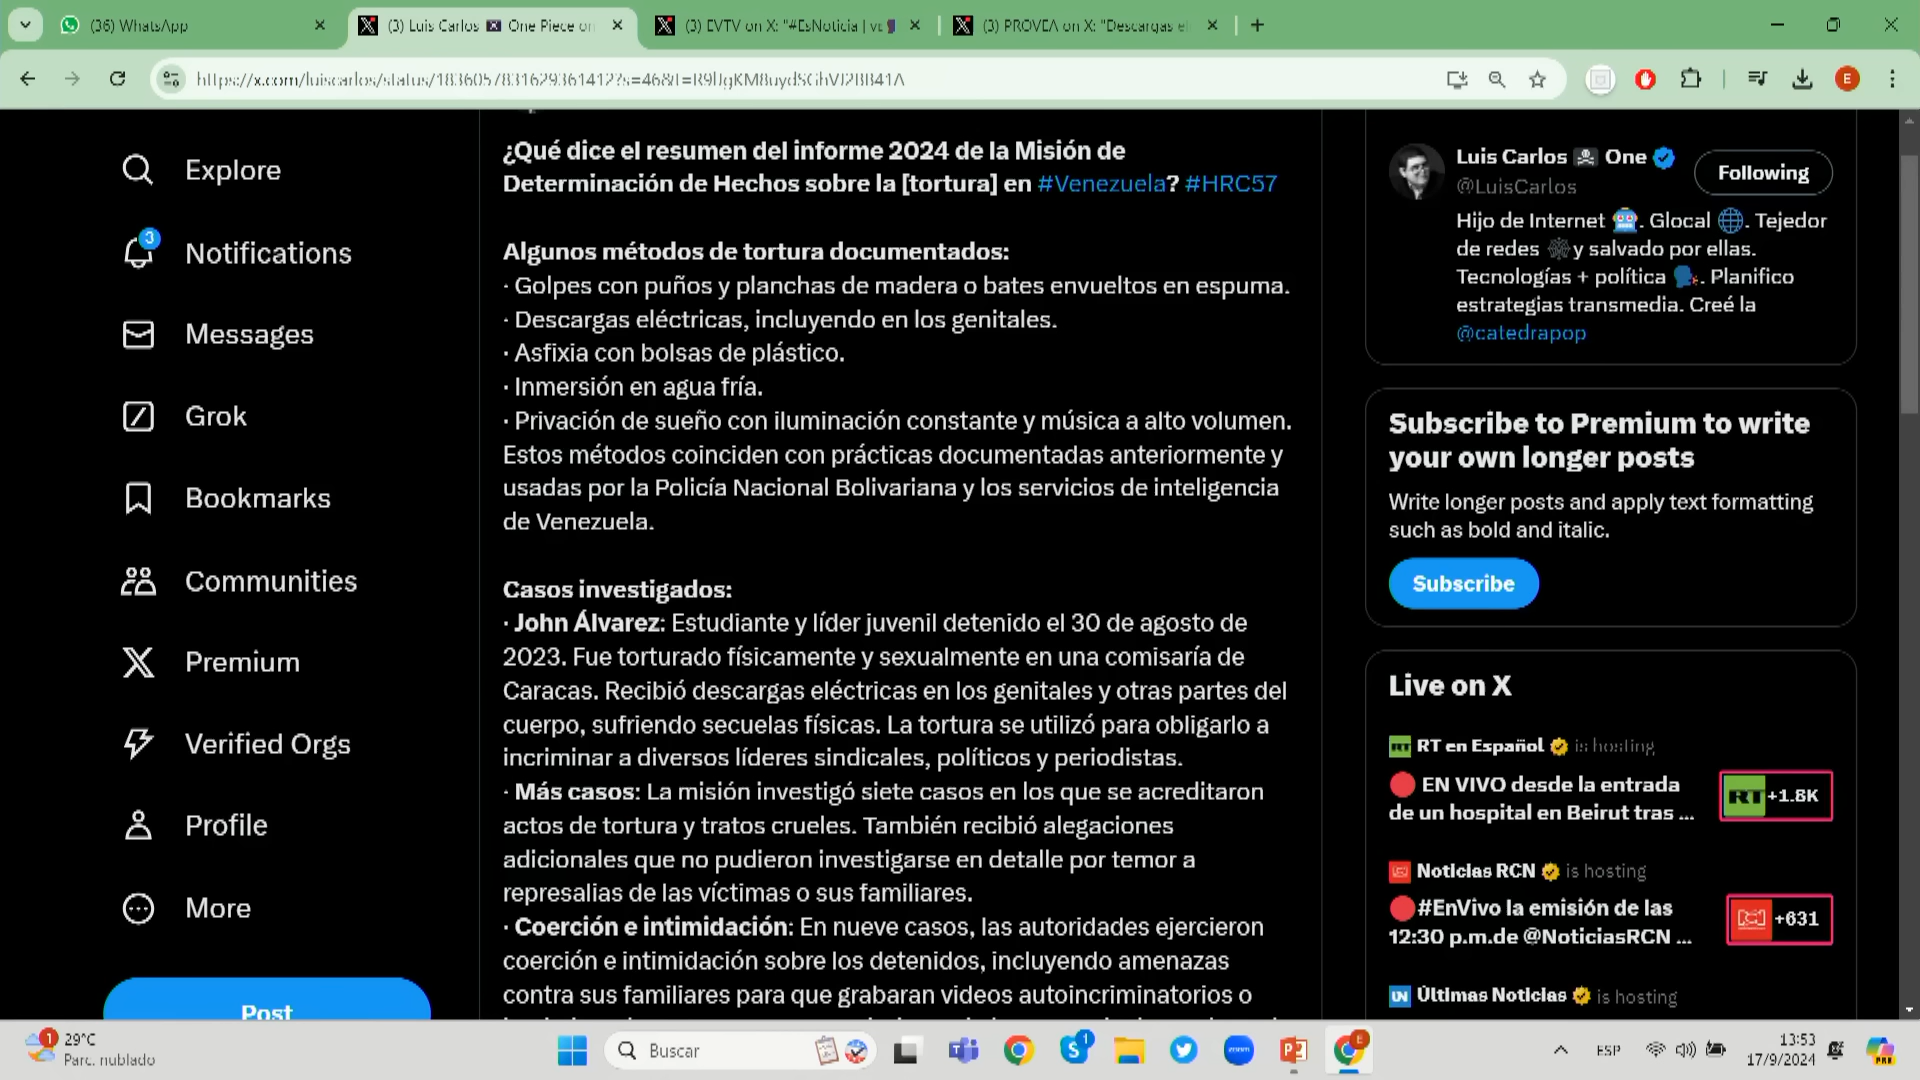 (36) WhatsApp
(3) Luis Carlos One Piece on
(3) EVTV on X: "#EsNoticia | ve
(3) PROVEA on X: "Descargas el
E
Explore
3
Notifications
Messages
Grok
Bookmarks
Communities
Premium
Verified Orgs
Profile
More
Post
¿Qué dice el resumen del informe 2024 de la Misión de
Determinación de Hechos sobre la [tortura] en #Venezuela? #HRC57
Algunos métodos de tortura documentados:
· Golpes con puños y planchas de madera o bates envueltos en espuma.
· Descargas eléctricas, incluyendo en los genitales.
· Asfixia con bolsas de plástico.
· Inmersión en agua fría.
· Privación de sueño con iluminación constante y música a alto volumen.
Estos métodos coinciden con prácticas documentadas anteriormente y
usadas por la Policía Nacional Bolivariana y los servicios de inteligencia
de Venezuela.
Casos investigados:
· John Álvarez: Estudiante y líder juvenil detenido el 30 de agosto de
2023. Fue torturado físicamente y sexualmente en una comisaría de
Caracas. Recibió descargas eléctricas en los genitales y otras partes del
cuerpo, sufriendo secuelas físicas. La tortura se utilizó para obligarlo a
incriminar a diversos líderes sindicales, políticos y periodistas.
· Más casos: La misión investigó siete casos en los que se acreditaron
actos de tortura y tratos crueles. También recibió alegaciones
adicionales que no pudieron investigarse en detalle por temor a
represalias de las víctimas o sus familiares.
· Coerción e intimidación: En nueve casos, las autoridades ejercieron
coerción e intimidación sobre los detenidos, incluyendo amenazas
contra sus familiares para que grabaran videos autoincriminatorios o
Luis Carlos One
@LuisCarlos
Following
Hijo de Internet . Glocal . Tejedor
de redes y salvado por ellas.
Tecnologías + política . Planifico
estrategias transmedia. Creé la
@catedrapop
Subscribe to Premium to write
your own longer posts
Write longer posts and apply text formatting
such as bold and italic.
Subscribe
Live on X
RT en Español is hosting
EN VIVO desde la entrada
de un hospital en Beirut tras ...
RT +1.8K
Noticias RCN is hosting
#EnVivo la emisión de las
12:30 p.m.de @NoticiasRCN ...
+631
UN Últimas Noticias is hosting
1
29°C
Parc. nublado
Buscar
1
zoom
E
ESP
13:53
17/9/2024